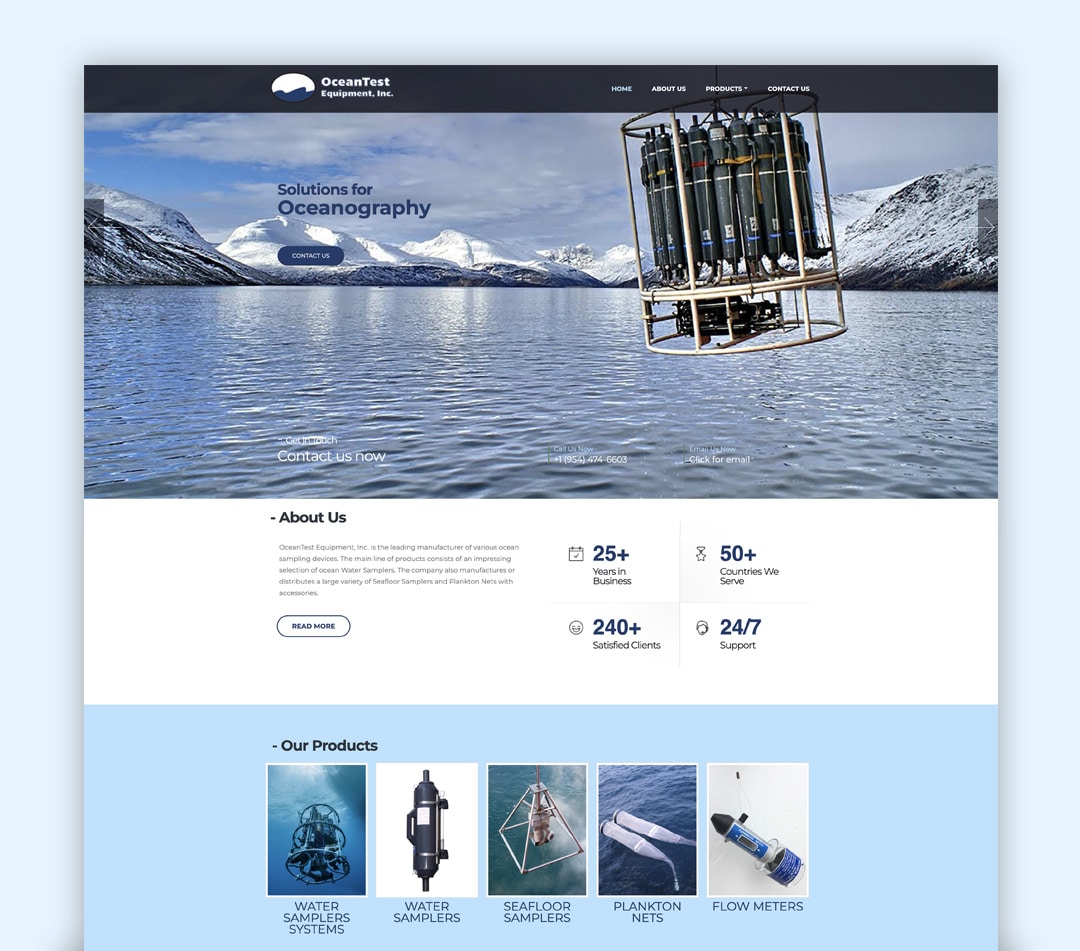 OceanTest
Equipment, Inc.
HOME ABOUT US PRODUCTS CONTACT US
Solutions for
Oceanography
CONTACT US
- Get in Touch
Contact us now
Call Us Now
+1 (954) 474-6603
Email Us Now
Click for email
- About Us
OceanTest Equipment, Inc. is the leading manufacturer of various ocean
sampling devices. The main line of products consists of an impressing
selection of ocean Water Samplers. The company also manufactures or
distributes a large variety of Seafloor Samplers and Plankton Nets with
accessories.
READ MORE
25+
Years in
Business
50+
Countries We
Serve
240+
Satisfied Clients
24/7
Support
- Our Products
WATER
SAMPLERS
SYSTEMS
WATER
SAMPLERS
SEAFLOOR
SAMPLERS
PLANKTON
NETS
FLOW METERS